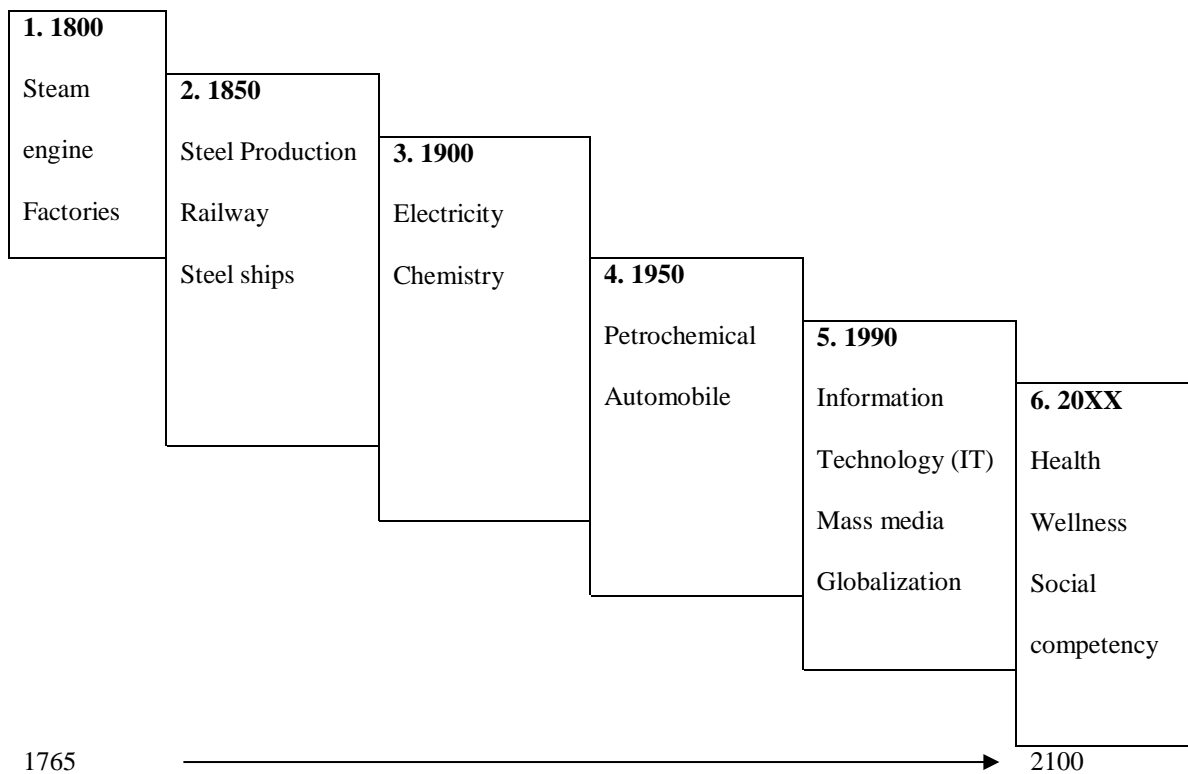 1. 1800
Steam
engine
Factories
2. 1850
Steel Production
Railway
Steel ships
3. 1900
Electricity
Chemistry
4. 1950
Petrochemical
Automobile
5. 1990
Information
Technology (IT)
Mass media
Globalization
6. 20XX
Health
Wellness
Social
competency
1765
2100